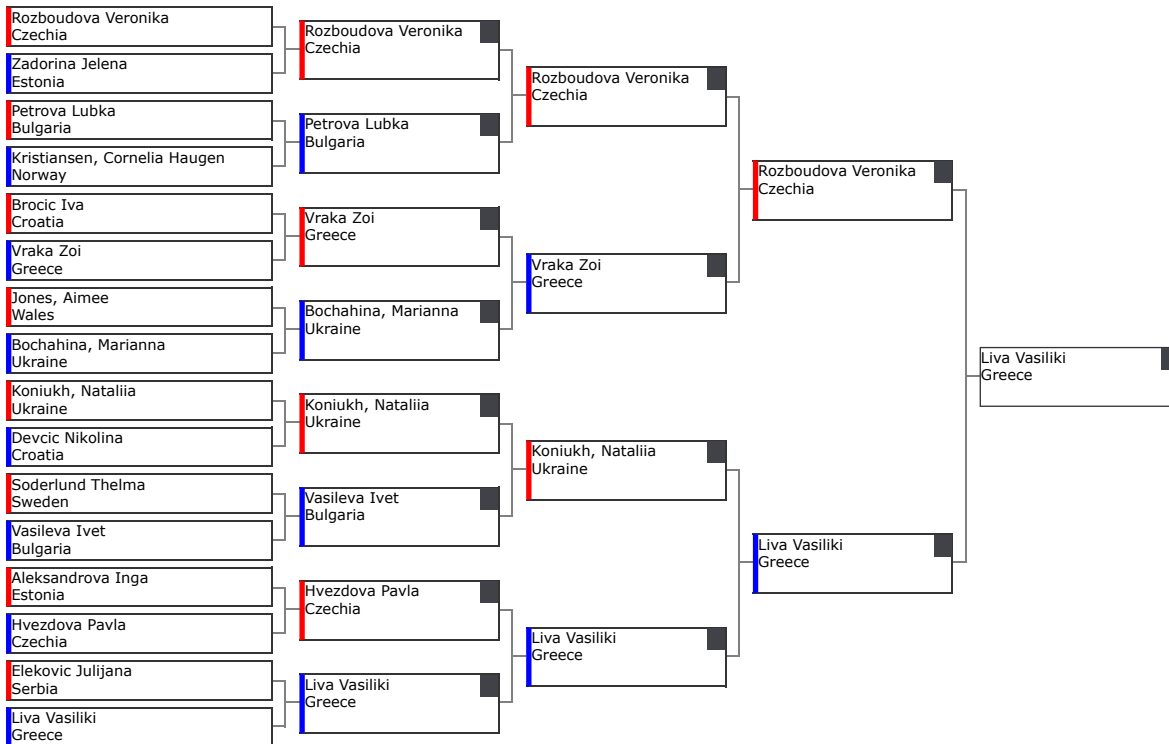 Rozboudova Veronika
Czechia
Zadorina Jelena
Estonia
Petrova Lubka
Bulgaria
Kristiansen, Cornelia Haugen
Norway
Brocic Iva
Croatia
Vraka Zoi
Greece
Jones, Aimee
Wales
Bochahina, Marianna
Ukraine
Koniukh, Nataliia
Ukraine
Devcic Nikolina
Croatia
Soderlund Thelma
Sweden
Vasileva Ivet
Bulgaria
Aleksandrova Inga
Estonia
Hvezdova Pavla
Czechia
Elekovic Julijana
Serbia
Liva Vasiliki
Greece
Rozboudova Veronika
Czechia
Petrova Lubka
Bulgaria
Vraka Zoi
Greece
Bochahina, Marianna
Ukraine
Koniukh, Nataliia
Ukraine
Vasileva Ivet
Bulgaria
Hvezdova Pavla
Czechia
Liva Vasiliki
Greece
Rozboudova Veronika
Czechia
Vraka Zoi
Greece
Koniukh, Nataliia
Ukraine
Liva Vasiliki
Greece
Rozboudova Veronika
Czechia
Liva Vasiliki
Greece
Liva Vasiliki
Greece